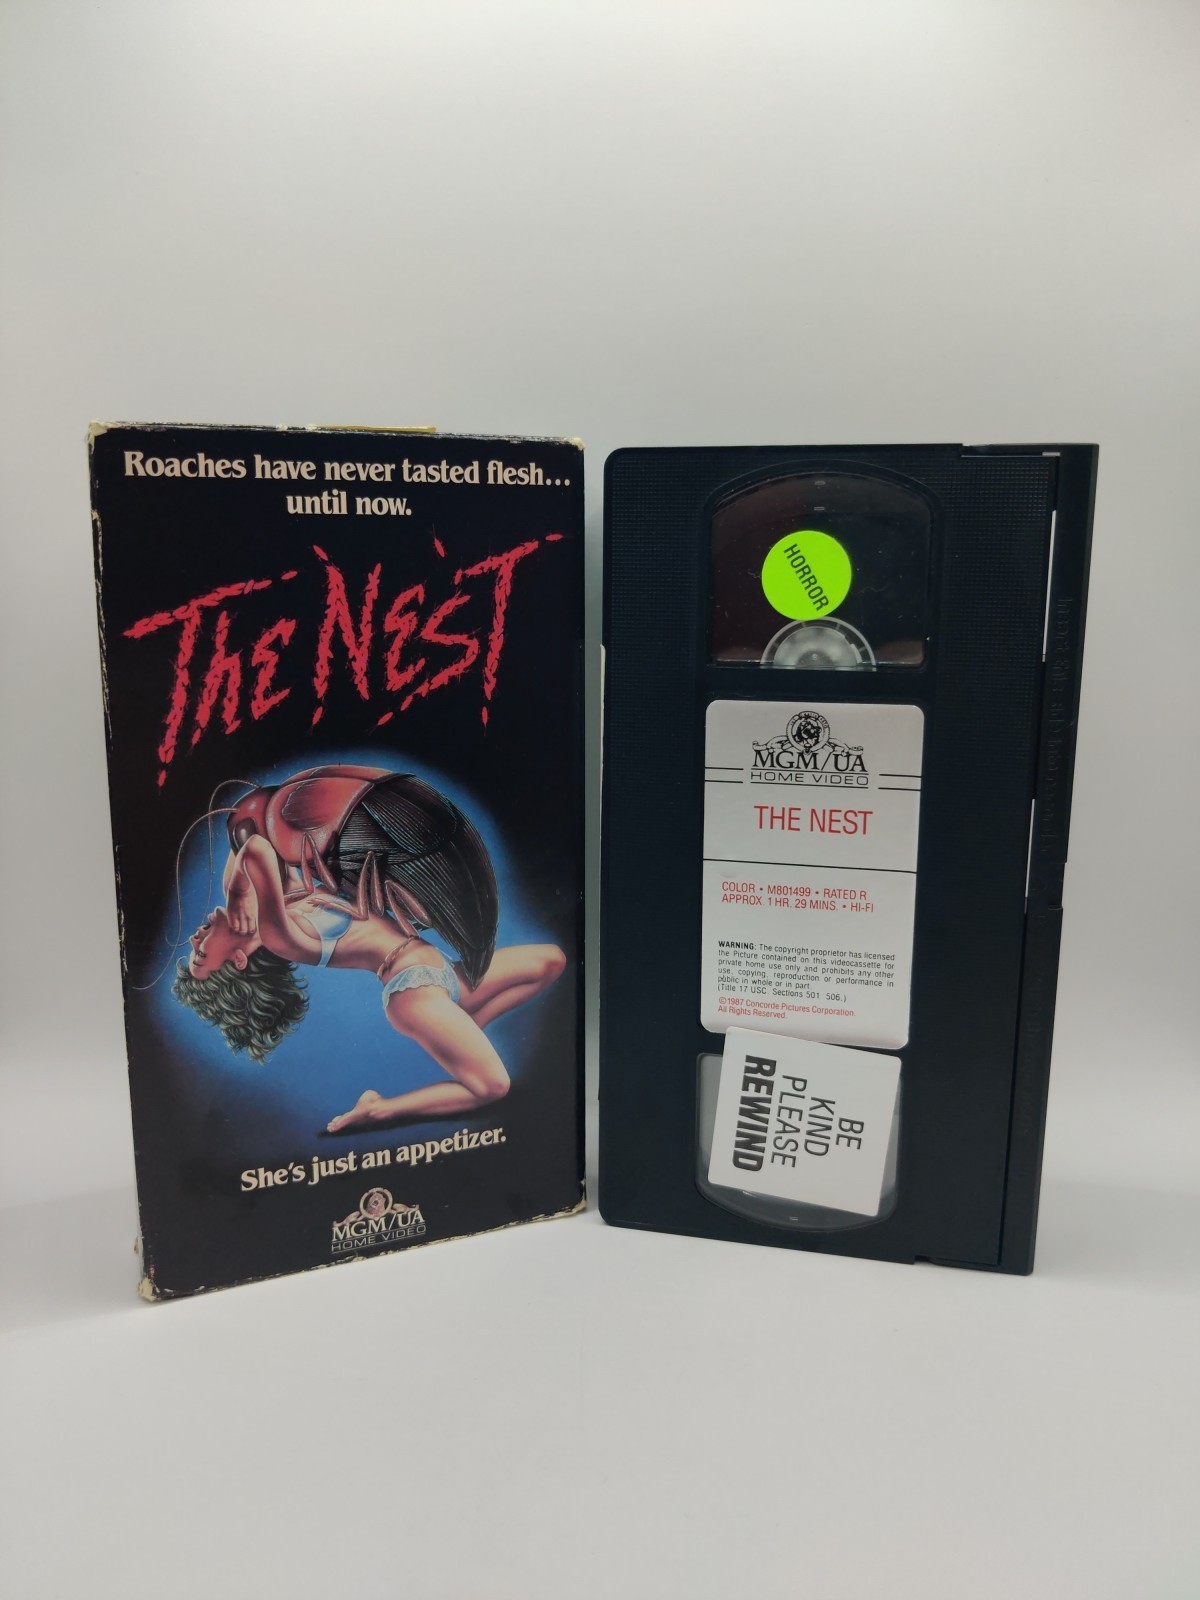 Roaches have never tasted flesh...
until now.
THE NEST
She's just an appetizer.
MGM/UA
HOME VIDEO
HORROR
MGM/UA
HOME VIDEO
THE NEST
COLOR • M801499 • RATED R
APPROX. 1 HR. 29 MINS. • HI-FI
WARNING: The copyright proprietor has licensed
the Picture contained on this videocassette for
private home use only and prohibits any other
use, copying, reproduction or performance in
public in whole or in part.
(Title 17 USC Sections 501 506.)
©1987 Concorde Pictures Corporation.
All Rights Reserved
BE
KIND
PLEASE
REWIND